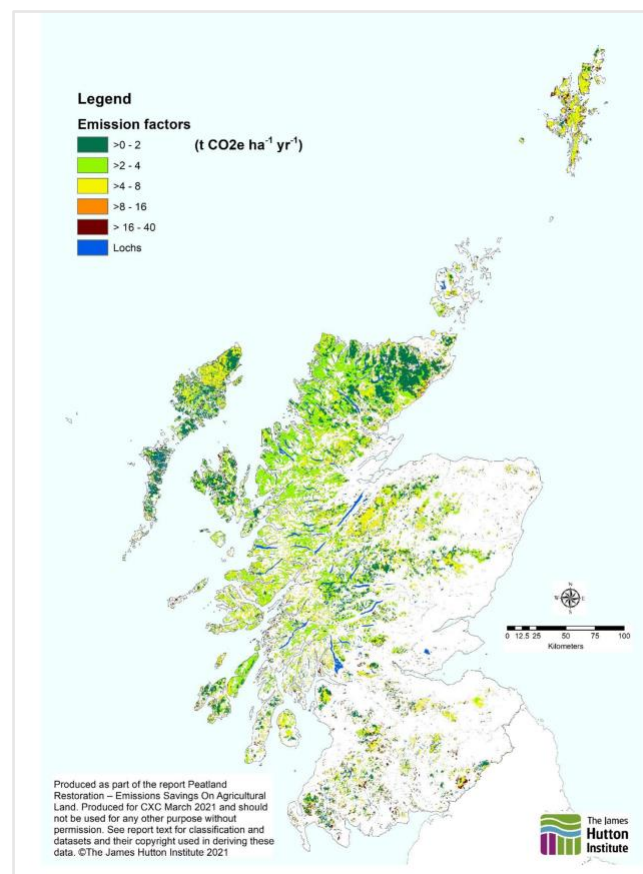 Legend
Emission factors
(t CO2e ha⁻¹ yr⁻¹)
>0 - 2
>2 - 4
>4 - 8
>8 - 16
> 16 - 40
Lochs
N
W E
S
0 12.5 25 50 75 100
Kilometers
Produced as part of the report Peatland
Restoration – Emissions Savings On Agricultural
Land. Produced for CXC March 2021 and should
not be used for any other purpose without
permission. See report text for classification and
datasets and their copyright used in deriving these
data. ©The James Hutton Institute 2021
The James
Hutton
Institute